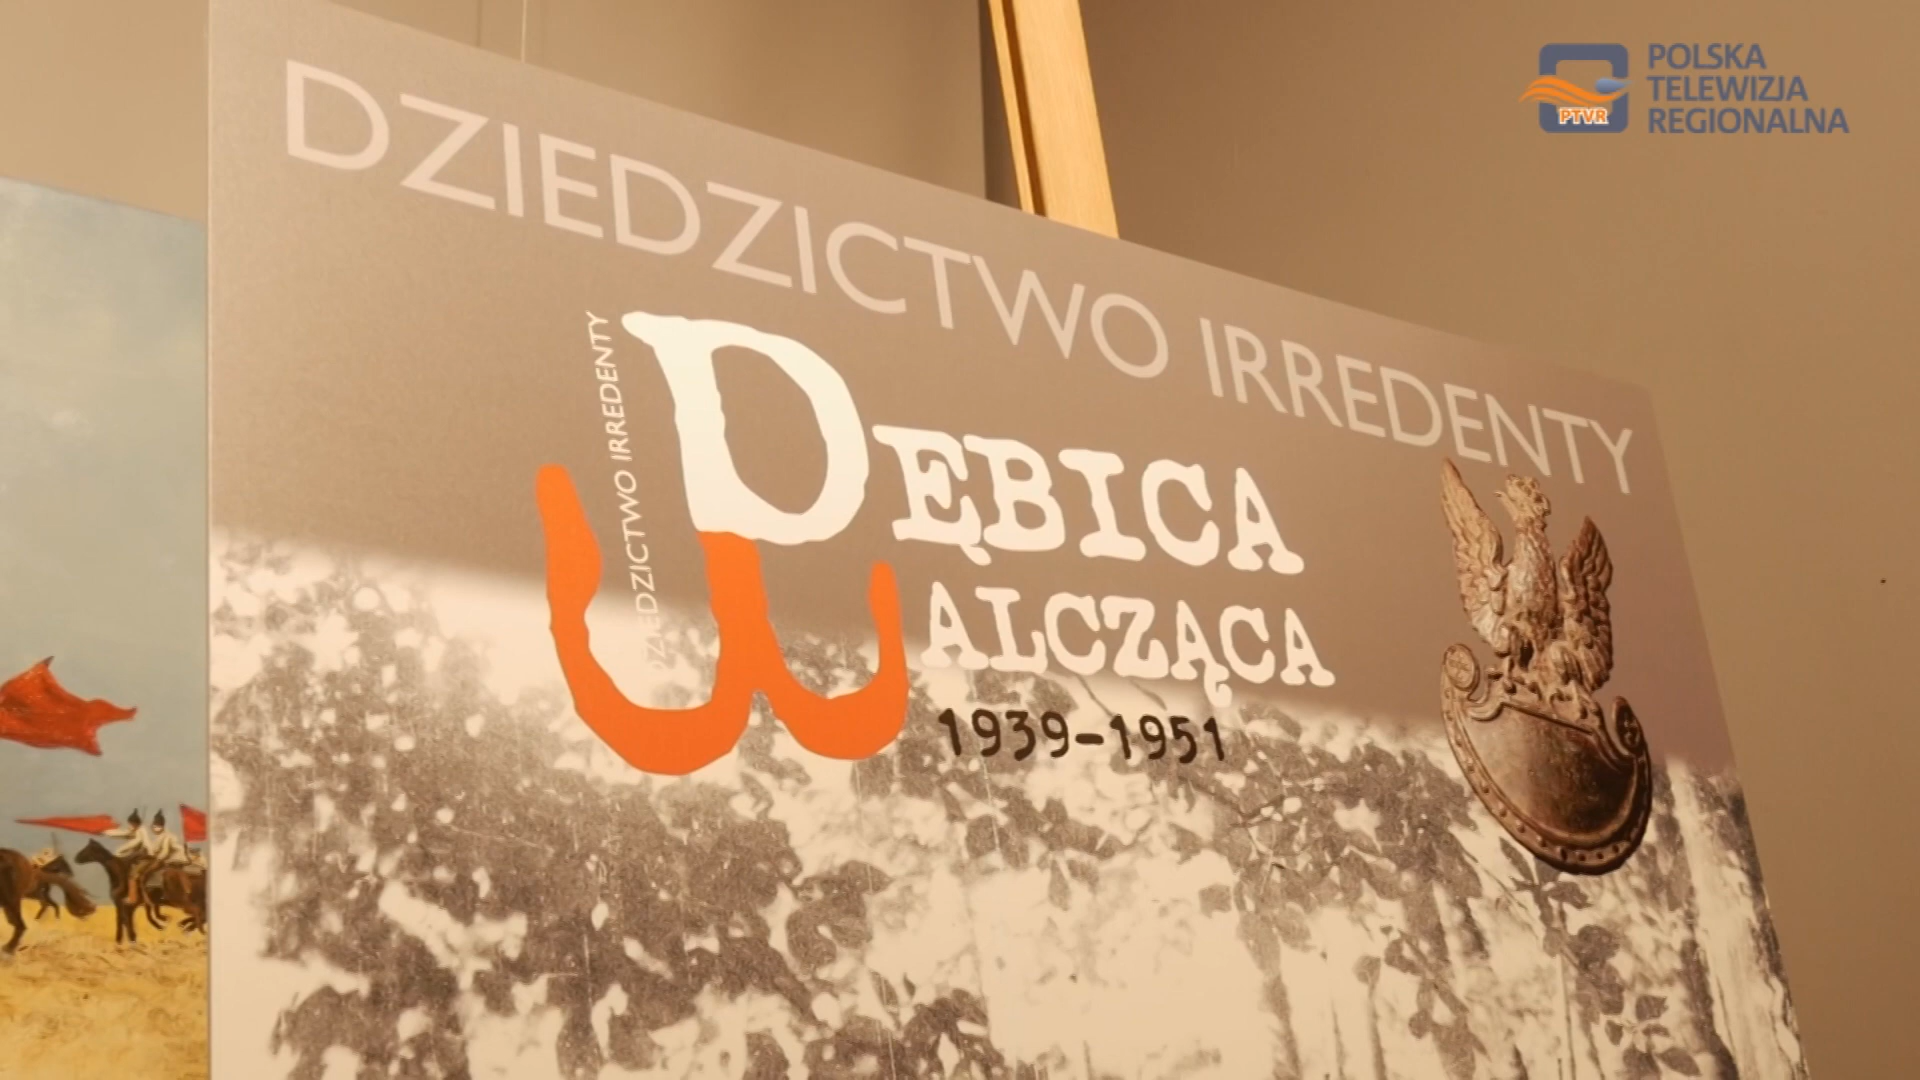 POLSKA
TELEWIZJA
REGIONALNA
PTVR
DZIEDZICTWO IRREDENTY
DZIEDZICTWO IRREDENTY
DĘBICA
WALCZĄCA
1939-1951